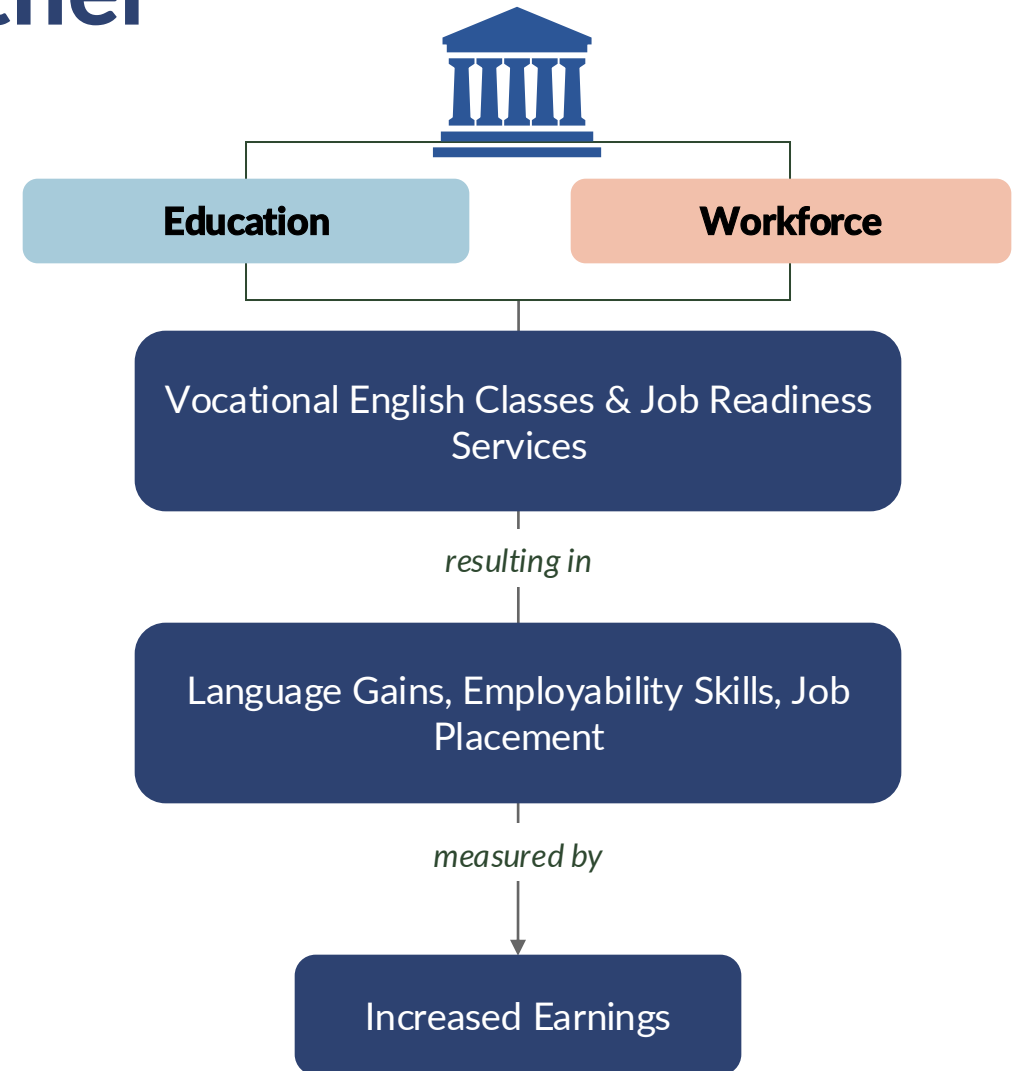 Education
Workforce
Vocational English Classes & Job Readiness
Services
resulting in
Language Gains, Employability Skills, Job
Placement
measured by
Increased Earnings